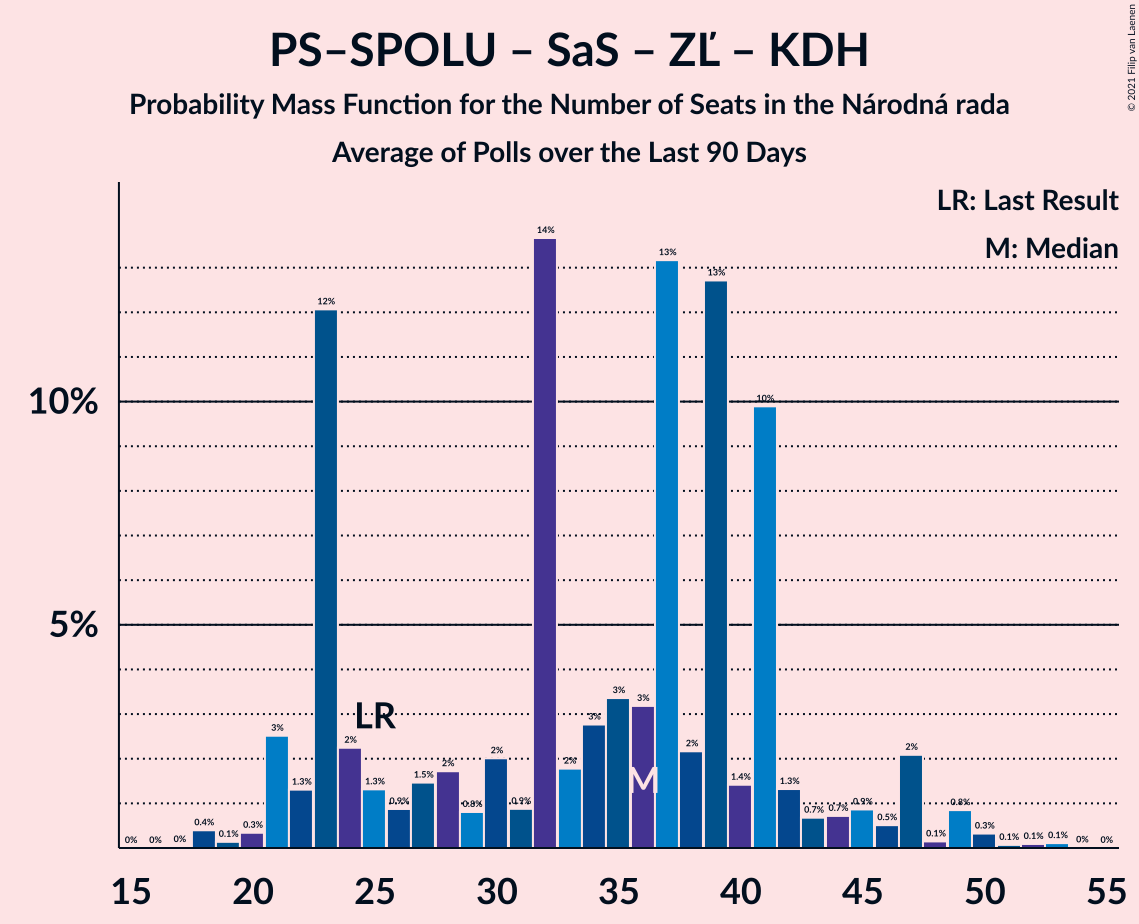 PS–SPOLU – SaS – ZĽ – KDH
Probability Mass Function for the Number of Seats in the Národná rada
Average of Polls over the Last 90 Days
© 2021 Filip van Laenen
LR: Last Result
M: Median
10%
5%
0% 0% 0% 0.4% 0.1% 0.3% 3% 1.3% 12% 2% 1.3% 0.9% 1.5% 2% 0.8% 2% 0.9% 14% 2% 3% 3% 3% 13% 2% 13% 1.4% 10% 1.3% 0.7% 0.7% 0.9% 0.5% 2% 0.1% 0.8% 0.3% 0.1% 0.1% 0.1% 0% 0%
LR
M
15 20 25 30 35 40 45 50 55